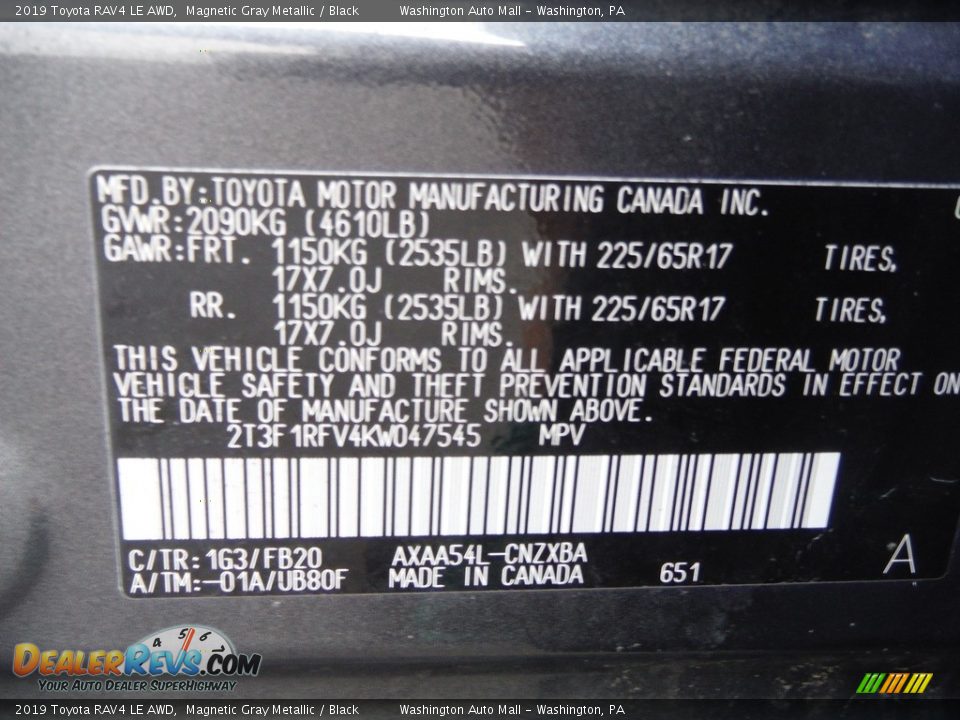 2019 Toyota RAV4 LE AWD,   Magnetic Gray Metallic / Black          Washington Auto Mall - Washington, PA
MFD.BY:TOYOTA MOTOR MANUFACTURING CANADA INC.
GVWR:2090KG (4610LB)
GAWR:FRT. 1150KG (2535LB) WITH 225/65R17 TIRES,
17X7.0J RIMS.
RR. 1150KG (2535LB) WITH 225/65R17 TIRES,
17X7.0J RIMS.
THIS VEHICLE CONFORMS TO ALL APPLICABLE FEDERAL MOTOR
VEHICLE SAFETY AND THEFT PREVENTION STANDARDS IN EFFECT ON
THE DATE OF MANUFACTURE SHOWN ABOVE.
2T3F1RFV4KW047545 MPV
C/TR:1G3/FB20 AXAA54L-CNZXBA
A/TM:-01A/UB80F MADE IN CANADA 651 A
4 5 6
DEALERREVS.COM
YOUR AUTO DEALER SUPERHIGHWAY
2019 Toyota RAV4 LE AWD,   Magnetic Gray Metallic / Black          Washington Auto Mall - Washington, PA